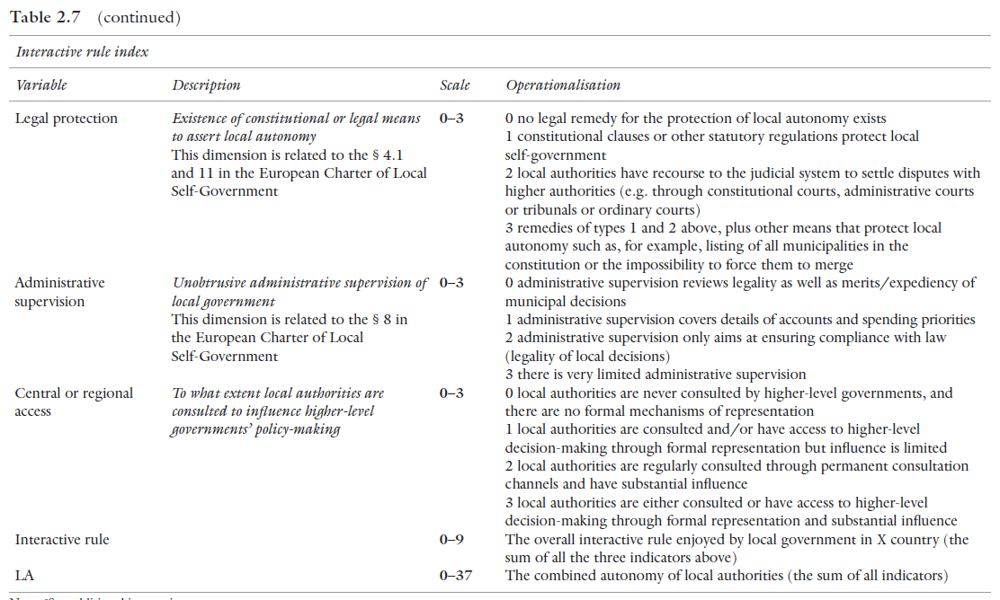 Table 2.7 (continued)
Interactive rule index
Variable Description Scale Operationalisation
Legal protection Existence of constitutional or legal means 0–3 0 no legal remedy for the protection of local autonomy exists
to assert local autonomy 1 constitutional clauses or other statutory regulations protect local
This dimension is related to the § 4.1 self-government
and 11 in the European Charter of Local 2 local authorities have recourse to the judicial system to settle disputes with
Self-Government higher authorities (e.g. through constitutional courts, administrative courts
or tribunals or ordinary courts)
3 remedies of types 1 and 2 above, plus other means that protect local
autonomy such as, for example, listing of all municipalities in the
constitution or the impossibility to force them to merge
Administrative Unobtrusive administrative supervision of 0–3 0 administrative supervision reviews legality as well as merits/expediency of
supervision local government municipal decisions
This dimension is related to the § 8 in 1 administrative supervision covers details of accounts and spending priorities
the European Charter of Local 2 administrative supervision only aims at ensuring compliance with law
Self-Government (legality of local decisions)
3 there is very limited administrative supervision
Central or regional To what extent local authorities are 0–3 0 local authorities are never consulted by higher-level governments, and
access consulted to influence higher-level there are no formal mechanisms of representation
governments’ policy-making 1 local authorities are consulted and/or have access to higher-level
decision-making through formal representation but influence is limited
2 local authorities are regularly consulted through permanent consultation
channels and have substantial influence
3 local authorities are either consulted or have access to higher-level
decision-making through formal representation and substantial influence
Interactive rule 0–9 The overall interactive rule enjoyed by local government in X country (the
sum of all the three indicators above)
LA 0–37 The combined autonomy of local authorities (the sum of all indicators)